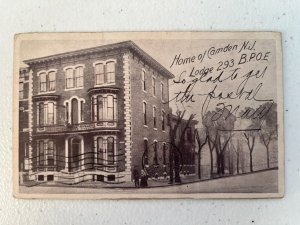 Home of Camden N.J.
Lodge 293 B.P.O.E
So glad to get
the postal